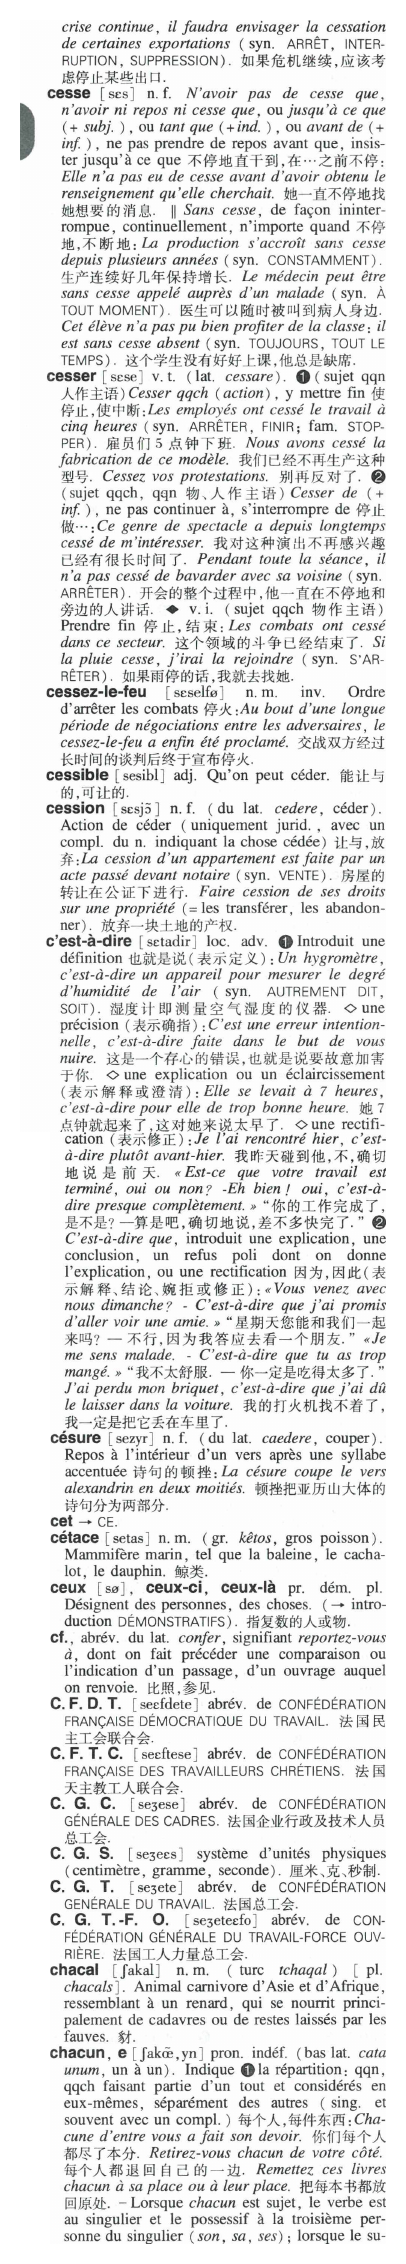 crise continue, il faudra envisager la cessation
de certaines exportations (syn. ARRÊT, INTER-
RUPTION, SUPPRESSION). 如果危机继续,应该考
虑停止某些出口.
cesse [sɛs] n. f. N'avoir pas de cesse que,
n'avoir ni repos ni cesse que, ou jusqu'à ce que
(+ subj. ), ou tant que (+ind. ), ou avant de (+
inf. ), ne pas prendre de repos avant que, insis-
ter jusqu'à ce que 不停地直干到,在…之前不停:
Elle n'a pas eu de cesse avant d'avoir obtenu le
renseignement qu'elle cherchait. 她一直不停地找
她想要的消息. ‖ Sans cesse, de façon ininter-
rompue, continuellement, n'importe quand 不停
地,不断地: La production s'accroît sans cesse
depuis plusieurs années (syn. CONSTAMMENT).
生产连续好几年保持增长. Le médecin peut être
sans cesse appelé auprès d'un malade (syn. À
TOUT MOMENT). 医生可以随时被叫到病人身边.
Cet élève n'a pas pu bien profiter de la classe: il
est sans cesse absent (syn. TOUJOURS, TOUT LE
TEMPS). 这个学生没有好好上课,他总是缺席.
cesser [sɛse] v. t. (lat. cessare). ❶ (sujet qqn
人作主语) Cesser qqch (action), y mettre fin 使
停止,使中断:Les employés ont cessé le travail à
cinq heures (syn. ARRÊTER, FINIR; fam. STOP-
PER). 雇员们 5 点钟下班. Nous avons cessé la
fabrication de ce modèle. 我们已经不再生产这种
型号. Cessez vos protestations. 别再反对了. ❷
(sujet qqch, qqn 物、人作主语) Cesser de (+
inf. ), ne pas continuer à, s'interrompre de 停止
做…:Ce genre de spectacle a depuis longtemps
cessé de m'intéresser. 我对这种演出不再感兴趣
已经有很长时间了. Pendant toute la séance, il
n'a pas cessé de bavarder avec sa voisine (syn.
ARRÊTER). 开会的整个过程中,他一直在不停地和
旁边的人讲话. ◆ v. i. (sujet qqch 物作主语)
Prendre fin 停止,结束: Les combats ont cessé
dans ce secteur. 这个领域的斗争已经结束了. Si
la pluie cesse, j'irai la rejoindre (syn. S'AR-
RÊTER). 如果雨停的话,我就去找她.
cessez-le-feu [sɛselfø] n. m. inv. Ordre
d'arrêter les combats 停火:Au bout d'une longue
période de négociations entre les adversaires, le
cessez-le-feu a enfin été proclamé. 交战双方经过
长时间的谈判后终于宣布停火.
cessible [sesibl] adj. Qu'on peut céder. 能让与
的,可让的.
cession [sɛsjɔ̃] n. f. (du lat. cedere, céder).
Action de céder (uniquement jurid. , avec un
compl. du n. indiquant la chose cédée) 让与,放
弃:La cession d'un appartement est faite par un
acte passé devant notaire (syn. VENTE). 房屋的
转让在公证下进行. Faire cession de ses droits
sur une propriété (= les transférer, les abandon-
ner). 放弃一块土地的产权.
c'est-à-dire [sɛtadir] loc. adv. ❶ Introduit une
définition 也就是说(表示定义): Un hygromètre,
c'est-à-dire un appareil pour mesurer le degré
d'humidité de l'air (syn. AUTREMENT DIT,
SOIT). 湿度计即测量空气湿度的仪器. ◇ une
précision (表示确指):C'est une erreur intention-
nelle, c'est-à-dire faite dans le but de vous
nuire. 这是一个存心的错误,也就是说要故意加害
于你. ◇ une explication ou un éclaircissement
(表示解释或澄清): Elle se levait à 7 heures,
c'est-à-dire pour elle de trop bonne heure. 她 7
点钟就起来了,这对她来说太早了. ◇ une rectifi-
cation (表示修正):Je l'ai rencontré hier, c'est-
à-dire plutôt avant-hier. 我昨天碰到他,不,确切
地说是前天. « Est-ce que votre travail est
terminé, oui ou non? -Eh bien! oui, c'est-à-
dire presque complètement. » “你的工作完成了,
是不是? —算是吧,确切地说,差不多快完了.” ❷
C'est-à-dire que, introduit une explication, une
conclusion, un refus poli dont on donne
l'explication, ou une rectification 因为,因此(表
示解释、结论、婉拒或修正): «Vous venez avec
nous dimanche? - C'est-à-dire que j'ai promis
d'aller voir une amie. » “星期天您能和我们一起
来吗? — 不行,因为我答应去看一个朋友.” «Je
me sens malade. - C'est-à-dire que tu as trop
mangé. » “我不太舒服. — 你一定是吃得太多了.”
J'ai perdu mon briquet, c'est-à-dire que j'ai dû
le laisser dans la voiture. 我的打火机找不着了,
我一定是把它丢在车里了.
césure [sezyr] n. f. (du lat. caedere, couper).
Repos à l'intérieur d'un vers après une syllabe
accentuée 诗句的顿挫: La césure coupe le vers
alexandrin en deux moitiés. 顿挫把亚历山大体的
诗句分为两部分.
cet → CE.
cétacé [setas] n. m. (gr. kêtos, gros poisson).
Mammifère marin, tel que la baleine, le cacha-
lot, le dauphin. 鲸类.
ceux [sø], ceux-ci, ceux-là pr. dém. pl.
Désignent des personnes, des choses. (→ intro-
duction DÉMONSTRATIFS). 指复数的人或物.
cf., abrév. du lat. confer, signifiant reportez-vous
à, dont on fait précéder une comparaison ou
l'indication d'un passage, d'un ouvrage auquel
on renvoie. 比照,参见.
C. F. D. T. [seɛfdete] abrév. de CONFÉDÉRATION
FRANÇAISE DÉMOCRATIQUE DU TRAVAIL. 法国民
主工会联合会.
C. F. T. C. [seɛftese] abrév. de CONFÉDÉRATION
FRANÇAISE DES TRAVAILLEURS CHRÉTIENS. 法国
天主教工人联合会.
C. G. C. [seʒese] abrév. de CONFÉDÉRATION
GÉNÉRALE DES CADRES. 法国企业行政及技术人员
总工会.
C. G. S. [seʒeɛs] système d'unités physiques
(centimètre, gramme, seconde). 厘米、克、秒制.
C. G. T. [seʒete] abrév. de CONFÉDÉRATION
GENÉRALE DU TRAVAIL. 法国总工会.
C. G. T.-F. O. [seʒeteɛfo] abrév. de CON-
FÉDÉRATION GÉNÉRALE DU TRAVAIL-FORCE OUV-
RIÈRE. 法国工人力量总工会.
chacal [ʃakal] n. m. (turc tchaqal) [pl.
chacals]. Animal carnivore d'Asie et d'Afrique,
ressemblant à un renard, qui se nourrit princi-
palement de cadavres ou de restes laissés par les
fauves. 豺.
chacun, e [ʃakœ̃,yn] pron. indéf. (bas lat. cata
unum, un à un). Indique ❶ la répartition: qqn,
qqch faisant partie d'un tout et considérés en
eux-mêmes, séparément des autres (sing. et
souvent avec un compl. ) 每个人,每件东西:Cha-
cune d'entre vous a fait son devoir. 你们每个人
都尽了本分. Retirez-vous chacun de votre côté.
每个人都退回自己的一边. Remettez ces livres
chacun à sa place ou à leur place. 把每本书都放
回原处. – Lorsque chacun est sujet, le verbe est
au singulier et le possessif à la troisième per-
sonne du singulier (son, sa, ses); lorsque le su-